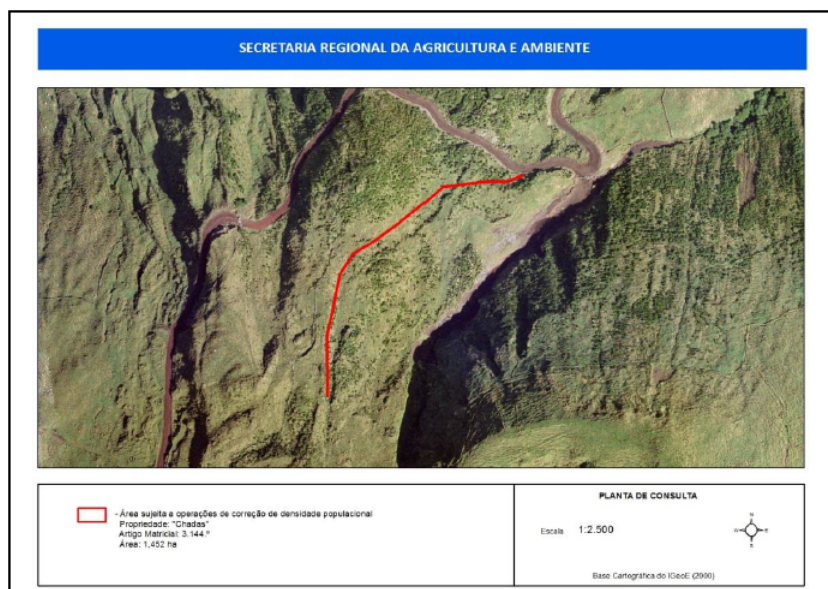 SECRETARIA REGIONAL DA AGRICULTURA E AMBIENTE
- Área sujeita a operações de correção de densidade populacional
Propriedade: "Chadas"
Artigo Matricial: 3.144.º
Área: 1,452 ha
PLANTA DE CONSULTA
Escala 1:2.500
N
W E
S
Base Cartográfica do IGeoE (2000)